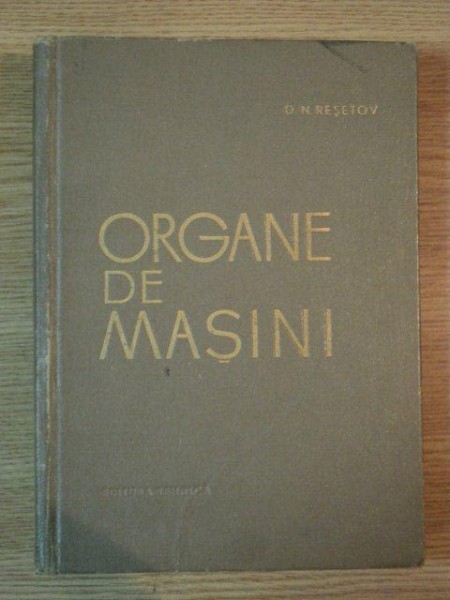 D. N. REȘETOV
ORGANE
DE
MAȘINI